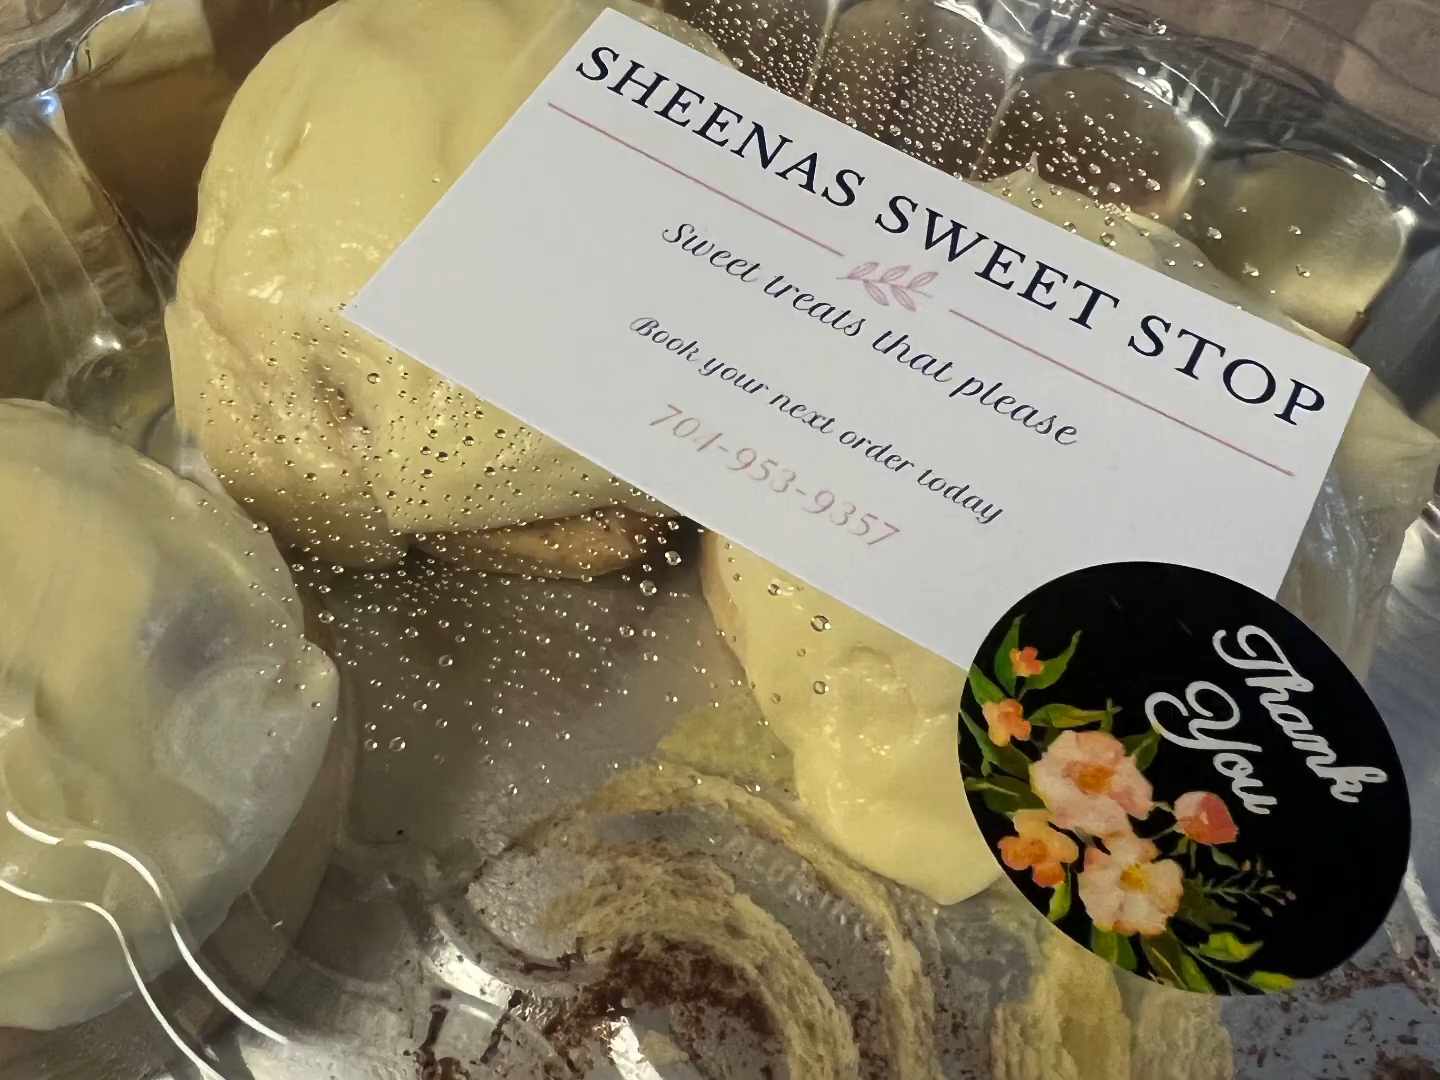 SHEENAS SWEET STOP
Sweet treats that please
Book your next order today
704-953-9357
Thank
You